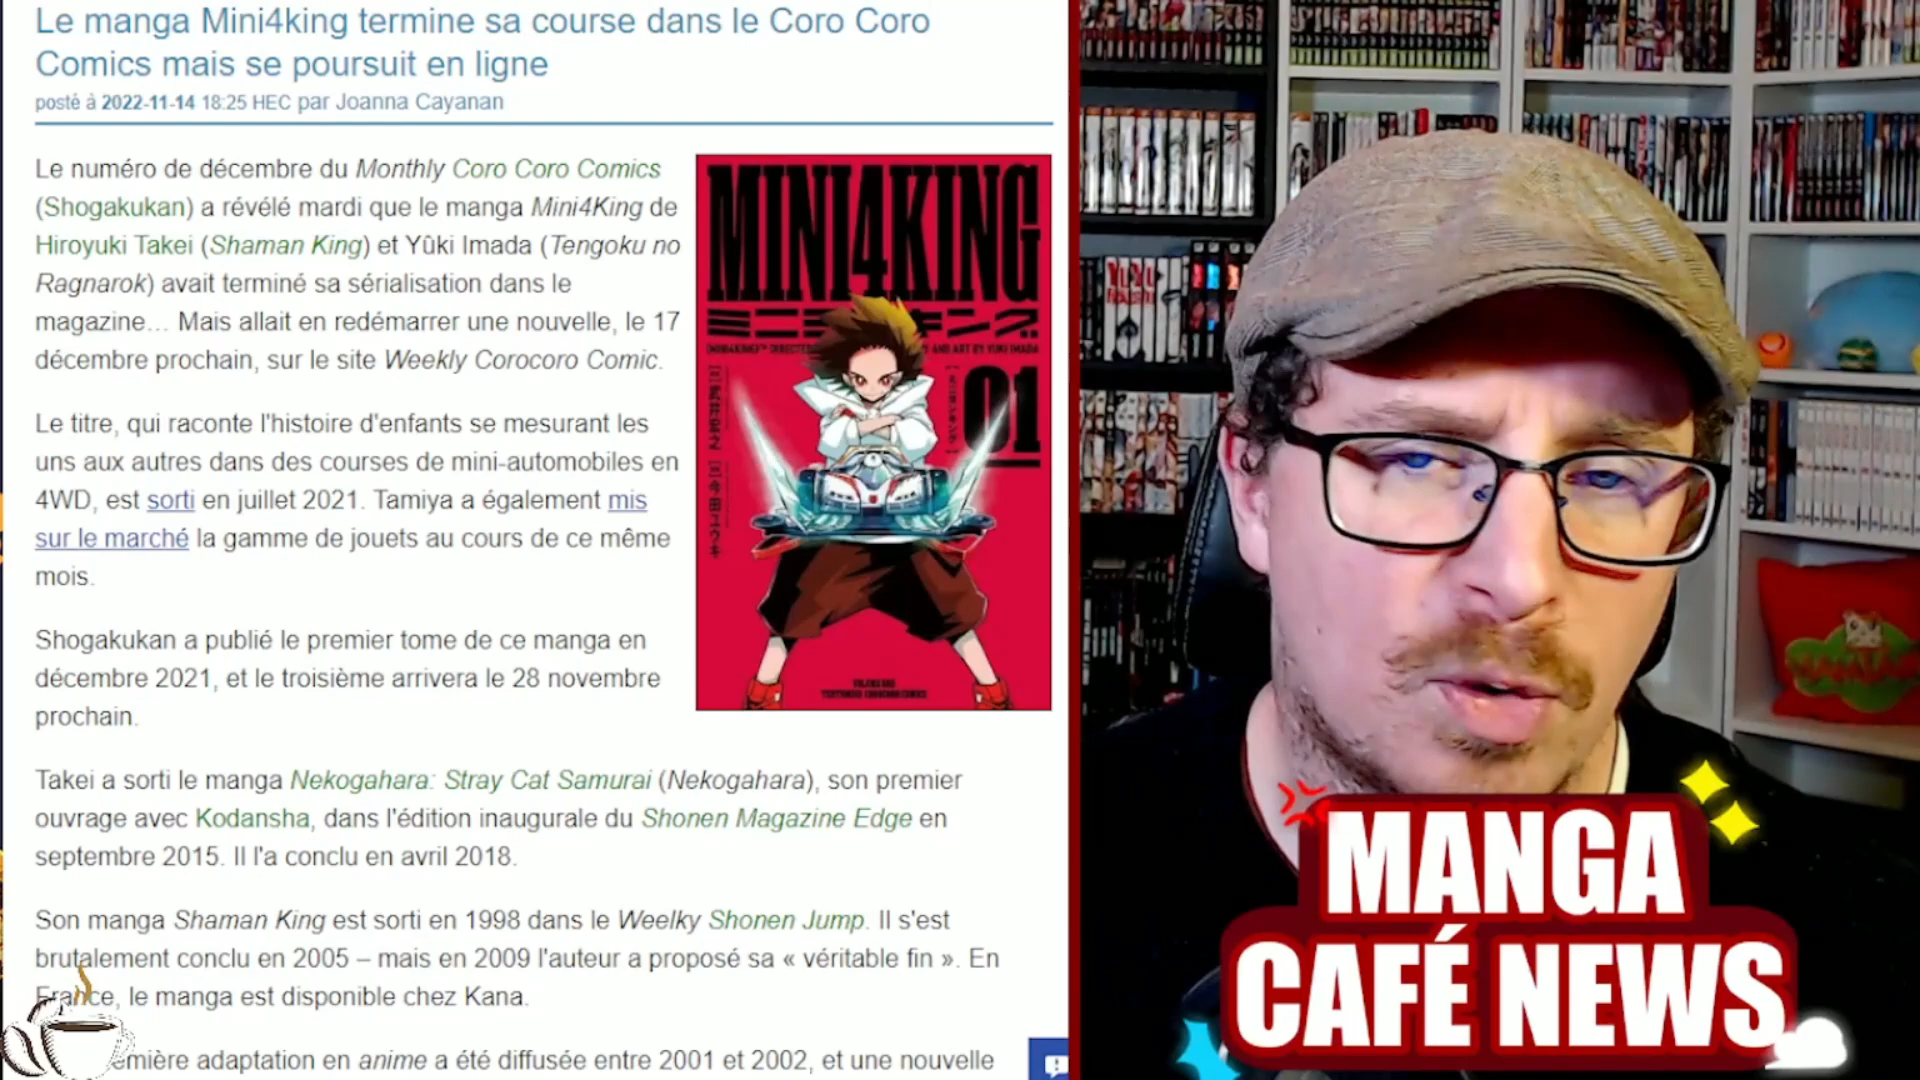 Le manga Mini4king termine sa course dans le Coro Coro
Comics mais se poursuit en ligne
posté à 2022-11-14 18:25 HEC par Joanna Cayanan
Le numéro de décembre du Monthly Coro Coro Comics
(Shogakukan) a révélé mardi que le manga Mini4King de
Hiroyuki Takei (Shaman King) et Yûki Imada (Tengoku no
Ragnarok) avait terminé sa sérialisation dans le
magazine... Mais allait en redémarrer une nouvelle, le 17
décembre prochain, sur le site Weekly Corocoro Comic.
Le titre, qui raconte l'histoire d'enfants se mesurant les
uns aux autres dans des courses de mini-automobiles en
4WD, est sorti en juillet 2021. Tamiya a également mis
sur le marché la gamme de jouets au cours de ce même
mois.
Shogakukan a publié le premier tome de ce manga en
décembre 2021, et le troisième arrivera le 28 novembre
prochain.
MINI4KING
01
Takei a sorti le manga Nekogahara: Stray Cat Samurai (Nekogahara), son premier
ouvrage avec Kodansha, dans l'édition inaugurale du Shonen Magazine Edge en
septembre 2015. Il l'a conclu en avril 2018.
Son manga Shaman King est sorti en 1998 dans le Weelky Shonen Jump. Il s'est
brutalement conclu en 2005 – mais en 2009 l'auteur a proposé sa « véritable fin ». En
France, le manga est disponible chez Kana.
emière adaptation en anime a été diffusée entre 2001 et 2002, et une nouvelle
MANGA
CAFÉ NEWS